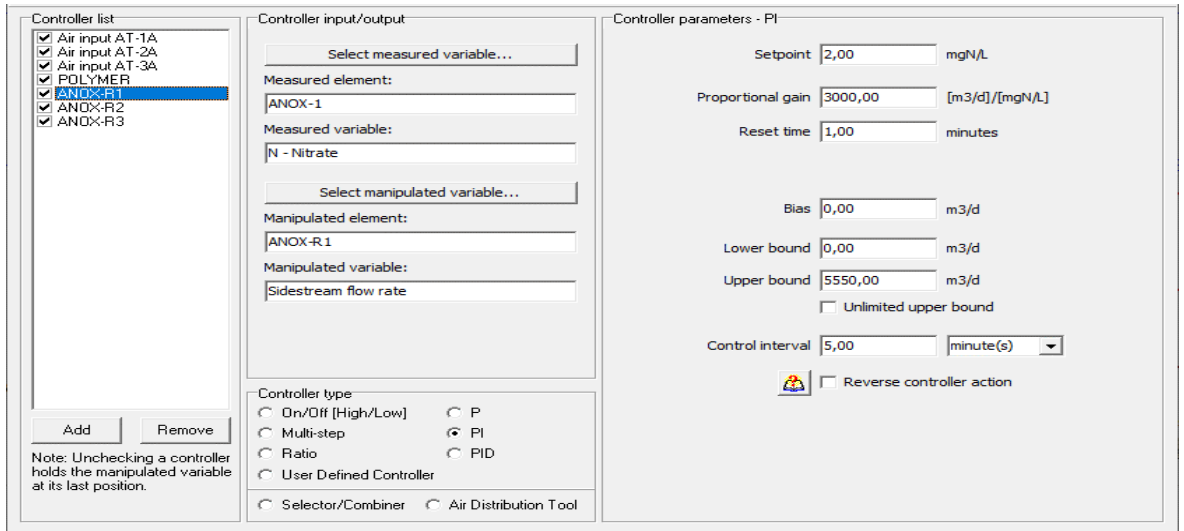 Controller list
Air input AT-1A
Air input AT-2A
Air input AT-3A
POLYMER
ANOX-R1
ANOX-R2
ANOX-R3
Add Remove
Note: Unchecking a controller
holds the manipulated variable
at its last position.
Controller input/output
Select measured variable...
Measured element:
ANOX-1
Measured variable:
N - Nitrate
Select manipulated variable...
Manipulated element:
ANOX-R1
Manipulated variable:
Sidestream flow rate
Controller type
On/Off [High/Low] P
Multi-step PI
Ratio PID
User Defined Controller
Selector/Combiner Air Distribution Tool
Controller parameters - PI
Setpoint 2,00 mgN/L
Proportional gain 3000,00 [m3/d]/[mgN/L]
Reset time 1,00 minutes
Bias 0,00 m3/d
Lower bound 0,00 m3/d
Upper bound 5550,00 m3/d
Unlimited upper bound
Control interval 5,00 minute(s)
Reverse controller action